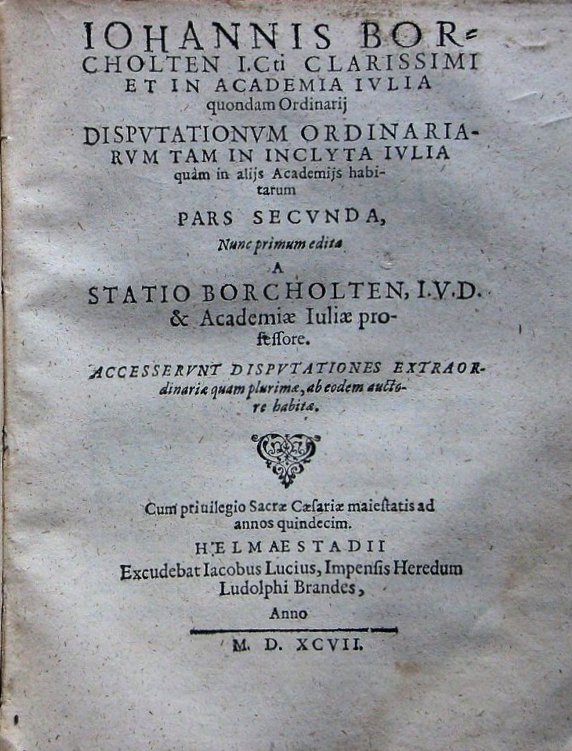 IOHANNIS BOR-
CHOLTEN I.Cti CLARISSIMI
ET IN ACADEMIA IVLIA
quondam Ordinarij
DISPVTATIONVM ORDINARIA-
RVM TAM IN INCLYTA IVLIA
quàm in alijs Academijs habi-
tarum
PARS SECVNDA,
Nunc primum edita
A
STATIO BORCHOLTEN, I.V.D.
& Academiæ Iuliæ pro-
feſſore.
ACCESSERVNT DISPVTATIONES EXTRAOR-
dinariæ quam plurimæ, ab eodem aucto-
re habitæ.
Cum priuilegio Sacræ Cæſariæ maieſtatis ad
annos quindecim.
HELMAESTADII
Excudebat Iacobus Lucius, Impenſis Heredum
Ludolphi Brandes,
Anno
M. D. XCVII.